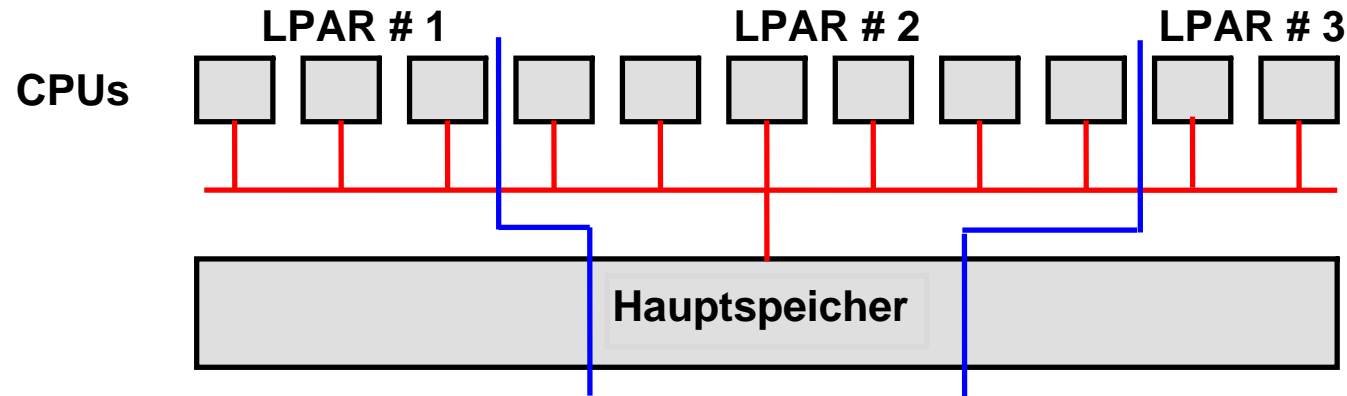 LPAR # 1
LPAR # 2
LPAR # 3
CPUs
Hauptspeicher